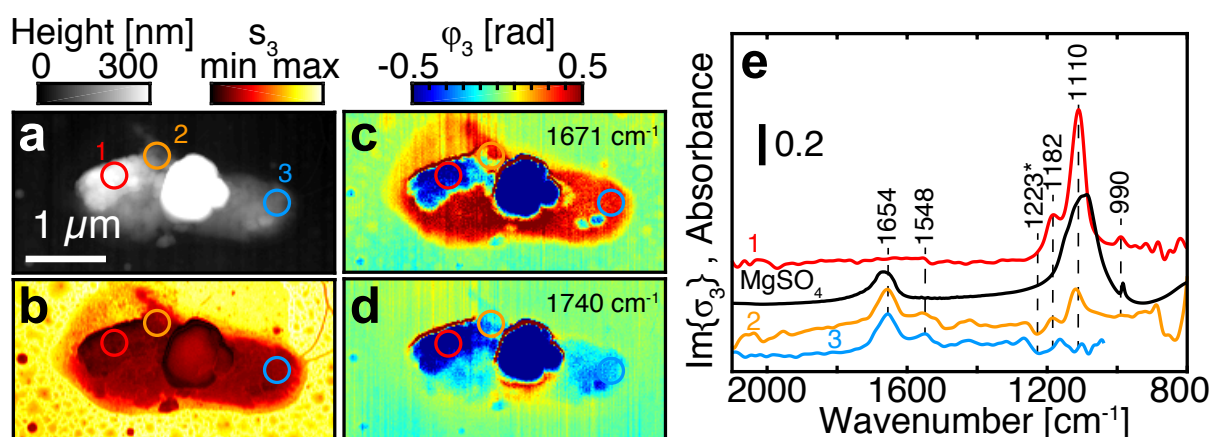 Height [nm]
0 300
s₃
min max
φ₃ [rad]
-0.5 0.5
a
1
2
3
1 µm
b
c
1671 cm⁻¹
d
1740 cm⁻¹
e
0.2
1654
1548
1223*
1182
1110
990
1
MgSO₄
2
3
Im{σ₃}, Absorbance
2000 1600 1200 800
Wavenumber [cm⁻¹]